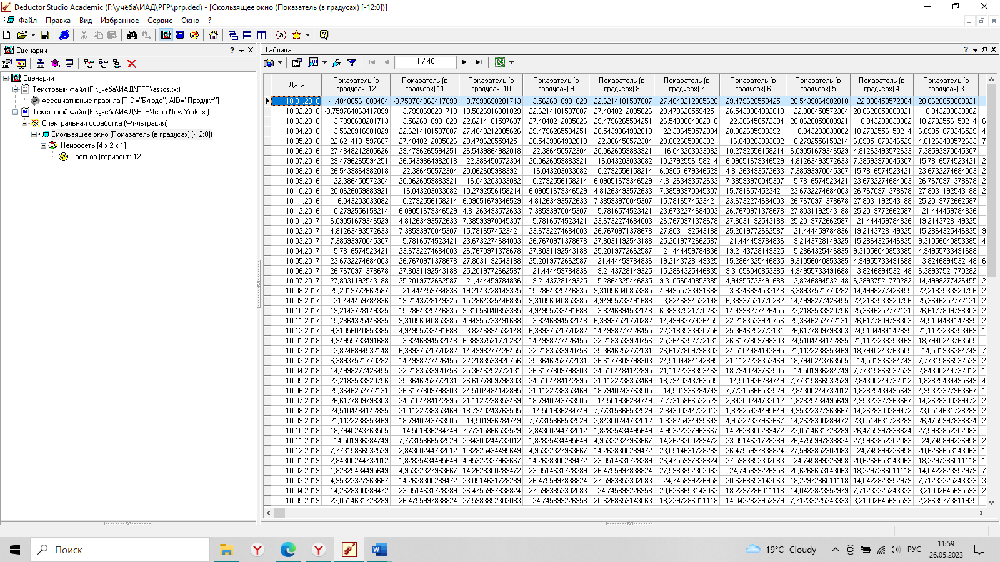 Deductor Studio Academic (F:\учёба\ИАД\РГР\ргр.ded) - [Скользящее окно (Показатель (в градусах) [-12:0])]
Файл Правка Вид Избранное Сервис Окно ?
Сценарии
Таблица
1 / 48
Сценарии
Текстовый файл (F:\учёба\ИАД\РГР\assos.txt)
Ассоциативные правила [TID="Блюдо"; AID="Продукт"]
Текстовый файл (F:\учёба\ИАД\РГР\temp New-York.txt)
Спектральная обработка (Фильтрация)
Скользящее окно (Показатель (в градусах) [-12:0])
Нейросеть [4 x 2 x 1]
Прогноз (горизонт: 12)
Дата Показатель (в градусах)-12 Показатель (в градусах)-11 Показатель (в градусах)-10 Показатель (в градусах)-9 Показатель (в градусах)-8 Показатель (в градусах)-7 Показатель (в градусах)-6 Показатель (в градусах)-5 Показатель (в градусах)-4 Показатель (в градусах)-3
10.01.2016 -1,48408561088464 -0,759764063417099 3,7998698201713 13,5626916981829 22,6214181597607 27,4848212805626 29,4796265594251 26,5439864982018 22,386450572304 20,0626059883921
10.02.2016 -0,759764063417099 3,7998698201713 13,5626916981829 22,6214181597607 27,4848212805626 29,4796265594251 26,5439864982018 22,386450572304 20,0626059883921 16,043203033082 1
10.03.2016 3,7998698201713 13,5626916981829 22,6214181597607 27,4848212805626 29,4796265594251 26,5439864982018 22,386450572304 20,0626059883921 16,043203033082 10,2792556158214 6
10.04.2016 13,5626916981829 22,6214181597607 27,4848212805626 29,4796265594251 26,5439864982018 22,386450572304 20,0626059883921 16,043203033082 10,2792556158214 6,09051679346529 4
10.05.2016 22,6214181597607 27,4848212805626 29,4796265594251 26,5439864982018 22,386450572304 20,0626059883921 16,043203033082 10,2792556158214 6,09051679346529 4,81263493572633 7
10.06.2016 27,4848212805626 29,4796265594251 26,5439864982018 22,386450572304 20,0626059883921 16,043203033082 10,2792556158214 6,09051679346529 4,81263493572633 7,38593970045307 1
10.07.2016 29,4796265594251 26,5439864982018 22,386450572304 20,0626059883921 16,043203033082 10,2792556158214 6,09051679346529 4,81263493572633 7,38593970045307 15,7816574523421 2
10.08.2016 26,5439864982018 22,386450572304 20,0626059883921 16,043203033082 10,2792556158214 6,09051679346529 4,81263493572633 7,38593970045307 15,7816574523421 23,6732274684003 2
10.09.2016 22,386450572304 20,0626059883921 16,043203033082 10,2792556158214 6,09051679346529 4,81263493572633 7,38593970045307 15,7816574523421 23,6732274684003 26,7670971378678 2
10.10.2016 20,0626059883921 16,043203033082 10,2792556158214 6,09051679346529 4,81263493572633 7,38593970045307 15,7816574523421 23,6732274684003 26,7670971378678 27,8031192543188 2
10.11.2016 16,043203033082 10,2792556158214 6,09051679346529 4,81263493572633 7,38593970045307 15,7816574523421 23,6732274684003 26,7670971378678 27,8031192543188 25,2019772662587
10.12.2016 10,2792556158214 6,09051679346529 4,81263493572633 7,38593970045307 15,7816574523421 23,6732274684003 26,7670971378678 27,8031192543188 25,2019772662587 21,444459784836 1
10.01.2017 6,09051679346529 4,81263493572633 7,38593970045307 15,7816574523421 23,6732274684003 26,7670971378678 27,8031192543188 25,2019772662587 21,444459784836 19,2143728149325 1
10.02.2017 4,81263493572633 7,38593970045307 15,7816574523421 23,6732274684003 26,7670971378678 27,8031192543188 25,2019772662587 21,444459784836 19,2143728149325 15,2864325446835 9
10.03.2017 7,38593970045307 15,7816574523421 23,6732274684003 26,7670971378678 27,8031192543188 25,2019772662587 21,444459784836 19,2143728149325 15,2864325446835 9,31056040853385 4
10.04.2017 15,7816574523421 23,6732274684003 26,7670971378678 27,8031192543188 25,2019772662587 21,444459784836 19,2143728149325 15,2864325446835 9,31056040853385 4,94955733491688
10.05.2017 23,6732274684003 26,7670971378678 27,8031192543188 25,2019772662587 21,444459784836 19,2143728149325 15,2864325446835 9,31056040853385 4,94955733491688 3,8246894532148 6
10.06.2017 26,7670971378678 27,8031192543188 25,2019772662587 21,444459784836 19,2143728149325 15,2864325446835 9,31056040853385 4,94955733491688 3,8246894532148 6,38937521770282 1
10.07.2017 27,8031192543188 25,2019772662587 21,444459784836 19,2143728149325 15,2864325446835 9,31056040853385 4,94955733491688 3,8246894532148 6,38937521770282 14,4998277426455 2
10.08.2017 25,2019772662587 21,444459784836 19,2143728149325 15,2864325446835 9,31056040853385 4,94955733491688 3,8246894532148 6,38937521770282 14,4998277426455 22,2183533920756 2
10.09.2017 21,444459784836 19,2143728149325 15,2864325446835 9,31056040853385 4,94955733491688 3,8246894532148 6,38937521770282 14,4998277426455 22,2183533920756 25,3646252772131 2
10.10.2017 19,2143728149325 15,2864325446835 9,31056040853385 4,94955733491688 3,8246894532148 6,38937521770282 14,4998277426455 22,2183533920756 25,3646252772131 26,6177809798303 2
10.11.2017 15,2864325446835 9,31056040853385 4,94955733491688 3,8246894532148 6,38937521770282 14,4998277426455 22,2183533920756 25,3646252772131 26,6177809798303 24,5104484142895 2
10.12.2017 9,31056040853385 4,94955733491688 3,8246894532148 6,38937521770282 14,4998277426455 22,2183533920756 25,3646252772131 26,6177809798303 24,5104484142895 21,1122238353469 1
10.01.2018 4,94955733491688 3,8246894532148 6,38937521770282 14,4998277426455 22,2183533920756 25,3646252772131 26,6177809798303 24,5104484142895 21,1122238353469 18,7940243763505
10.02.2018 3,8246894532148 6,38937521770282 14,4998277426455 22,2183533920756 25,3646252772131 26,6177809798303 24,5104484142895 21,1122238353469 18,7940243763505 14,501936284749 7
10.03.2018 6,38937521770282 14,4998277426455 22,2183533920756 25,3646252772131 26,6177809798303 24,5104484142895 21,1122238353469 18,7940243763505 14,501936284749 7,77315866532529 2
10.04.2018 14,4998277426455 22,2183533920756 25,3646252772131 26,6177809798303 24,5104484142895 21,1122238353469 18,7940243763505 14,501936284749 7,77315866532529 2,84300244732012 1
10.05.2018 22,2183533920756 25,3646252772131 26,6177809798303 24,5104484142895 21,1122238353469 18,7940243763505 14,501936284749 7,77315866532529 2,84300244732012 1,82825434495649 4
10.06.2018 25,3646252772131 26,6177809798303 24,5104484142895 21,1122238353469 18,7940243763505 14,501936284749 7,77315866532529 2,84300244732012 1,82825434495649 4,95322327963667 1
10.07.2018 26,6177809798303 24,5104484142895 21,1122238353469 18,7940243763505 14,501936284749 7,77315866532529 2,84300244732012 1,82825434495649 4,95322327963667 14,2628300289472 2
10.08.2018 24,5104484142895 21,1122238353469 18,7940243763505 14,501936284749 7,77315866532529 2,84300244732012 1,82825434495649 4,95322327963667 14,2628300289472 23,0514631728289 2
10.09.2018 21,1122238353469 18,7940243763505 14,501936284749 7,77315866532529 2,84300244732012 1,82825434495649 4,95322327963667 14,2628300289472 23,0514631728289 26,4755997838824 2
10.10.2018 18,7940243763505 14,501936284749 7,77315866532529 2,84300244732012 1,82825434495649 4,95322327963667 14,2628300289472 23,0514631728289 26,4755997838824 27,5983852302083
10.11.2018 14,501936284749 7,77315866532529 2,84300244732012 1,82825434495649 4,95322327963667 14,2628300289472 23,0514631728289 26,4755997838824 27,5983852302083 24,745899226958 2
10.12.2018 7,77315866532529 2,84300244732012 1,82825434495649 4,95322327963667 14,2628300289472 23,0514631728289 26,4755997838824 27,5983852302083 24,745899226958 20,6268653143063 1
10.01.2019 2,84300244732012 1,82825434495649 4,95322327963667 14,2628300289472 23,0514631728289 26,4755997838824 27,5983852302083 24,745899226958 20,6268653143063 18,2297286011118 1
10.02.2019 1,82825434495649 4,95322327963667 14,2628300289472 23,0514631728289 26,4755997838824 27,5983852302083 24,745899226958 20,6268653143063 18,2297286011118 14,0422823952979 7
10.03.2019 4,95322327963667 14,2628300289472 23,0514631728289 26,4755997838824 27,5983852302083 24,745899226958 20,6268653143063 18,2297286011118 14,0422823952979 7,71233225243333 3
10.04.2019 14,2628300289472 23,0514631728289 26,4755997838824 27,5983852302083 24,745899226958 20,6268653143063 18,2297286011118 14,0422823952979 7,71233225243333 3,21002645695593 2
10.05.2019 23,0514631728289 26,4755997838824 27,5983852302083 24,745899226958 20,6268653143063 18,2297286011118 14,0422823952979 7,71233225243333 3,21002645695593 2,28635773811935 2
Поиск
19°C Cloudy
РУС
11:59
26.05.2023